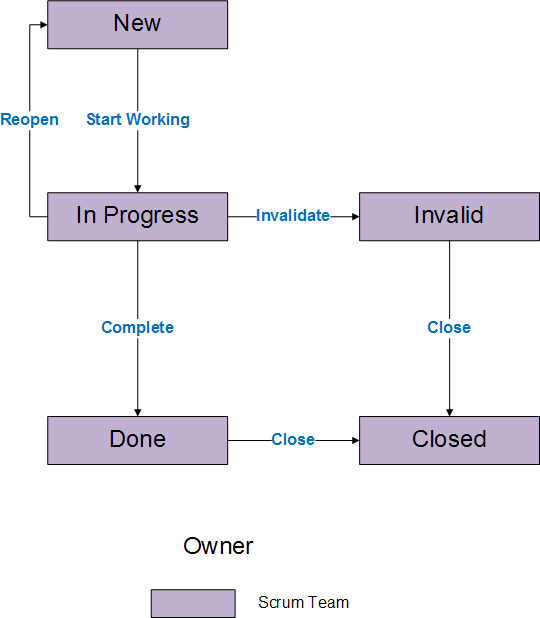 New
Reopen
Start Working
In Progress
Invalidate
Invalid
Complete
Close
Done
Close
Closed
Owner
Scrum Team